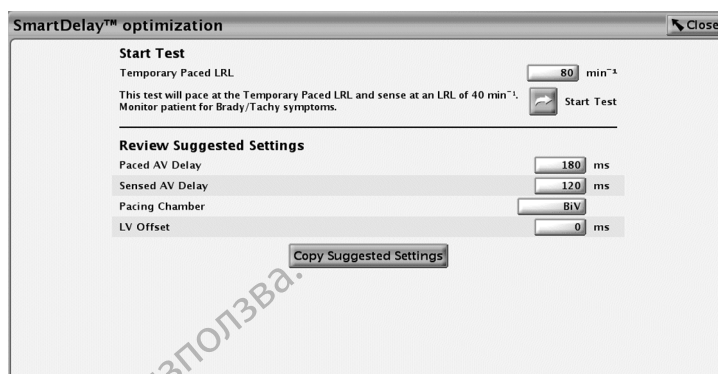 SmartDelay™ optimization
Close
Start Test
Temporary Paced LRL 80 min⁻¹
This test will pace at the Temporary Paced LRL and sense at an LRL of 40 min⁻¹.
Monitor patient for Brady/Tachy symptoms.
Start Test
Review Suggested Settings
Paced AV Delay 180 ms
Sensed AV Delay 120 ms
Pacing Chamber BiV
LV Offset 0 ms
Copy Suggested Settings